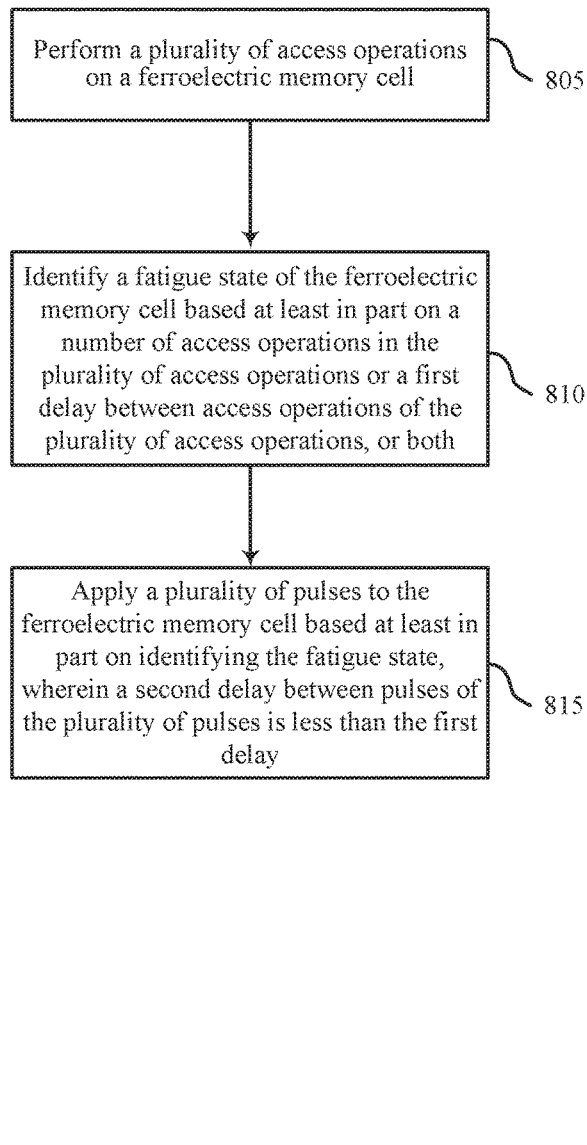 Perform a plurality of access operations
on a ferroelectric memory cell
805
Identify a fatigue state of the ferroelectric
memory cell based at least in part on a
number of access operations in the
plurality of access operations or a first
delay between access operations of the
plurality of access operations, or both
810
Apply a plurality of pulses to the
ferroelectric memory cell based at least in
part on identifying the fatigue state,
wherein a second delay between pulses of
the plurality of pulses is less than the first
delay
815